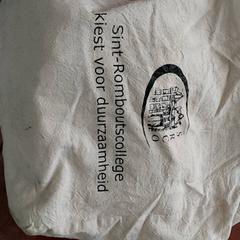 Sint-Romboutscollege
kiest voor duurzaamheid